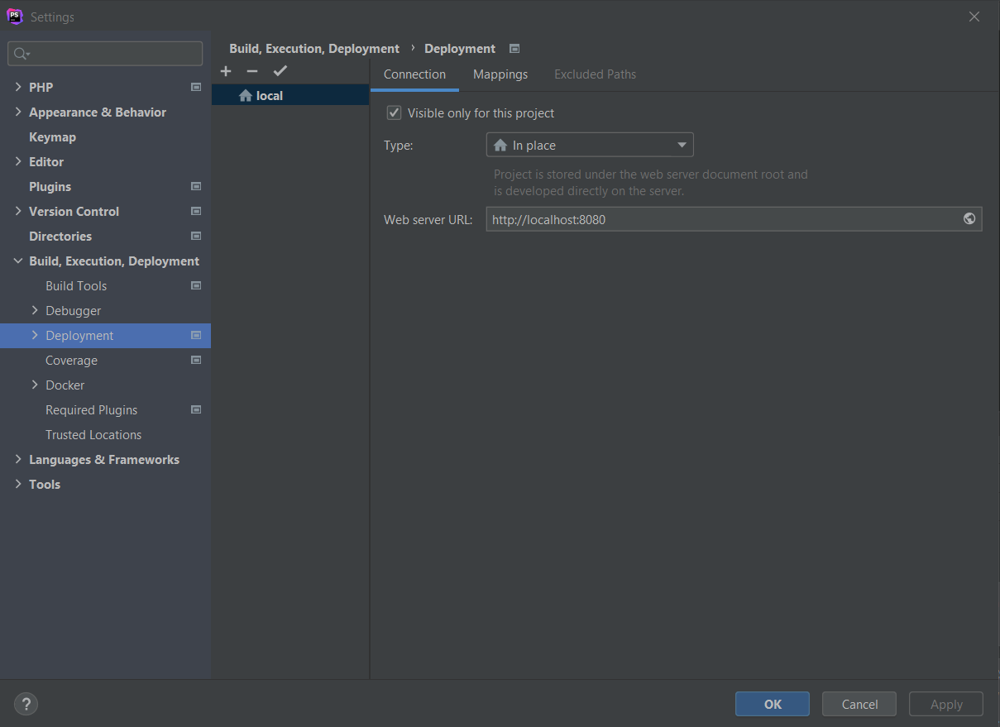 PS
Settings
PHP
Appearance & Behavior
Keymap
Editor
Plugins
Version Control
Directories
Build, Execution, Deployment
Build Tools
Debugger
Deployment
Coverage
Docker
Required Plugins
Trusted Locations
Languages & Frameworks
Tools
Build, Execution, Deployment › Deployment
local
Connection Mappings Excluded Paths
Visible only for this project
Type: In place
Project is stored under the web server document root and
is developed directly on the server.
Web server URL: http://localhost:8080
?
OK Cancel Apply